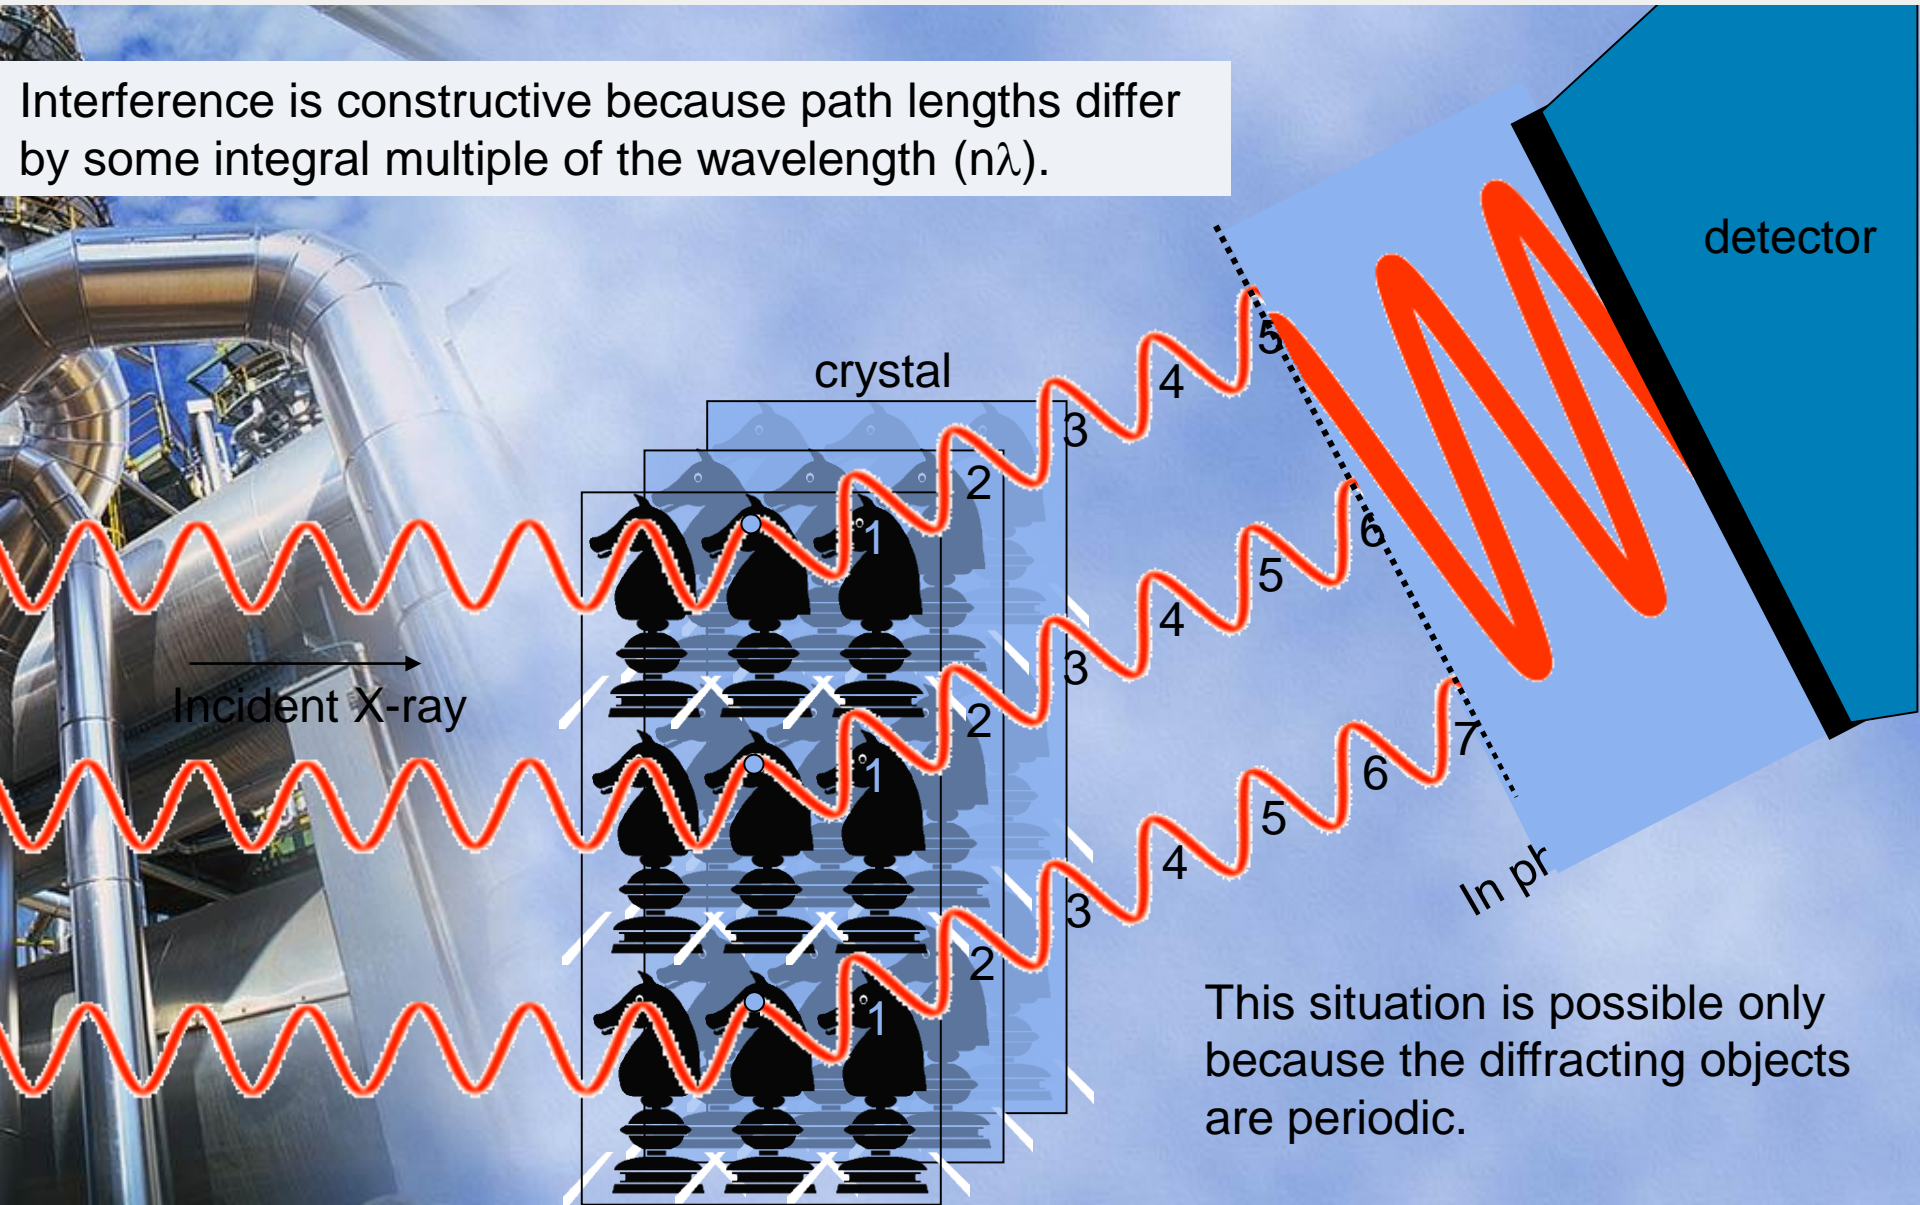 Interference is constructive because path lengths differ
by some integral multiple of the wavelength (nλ).
detector
crystal
5
4
3
2
1
6
5
4
3
2
1
7
6
5
4
3
2
1
Incident X-ray
In
This situation is possible only
because the diffracting objects
are periodic.